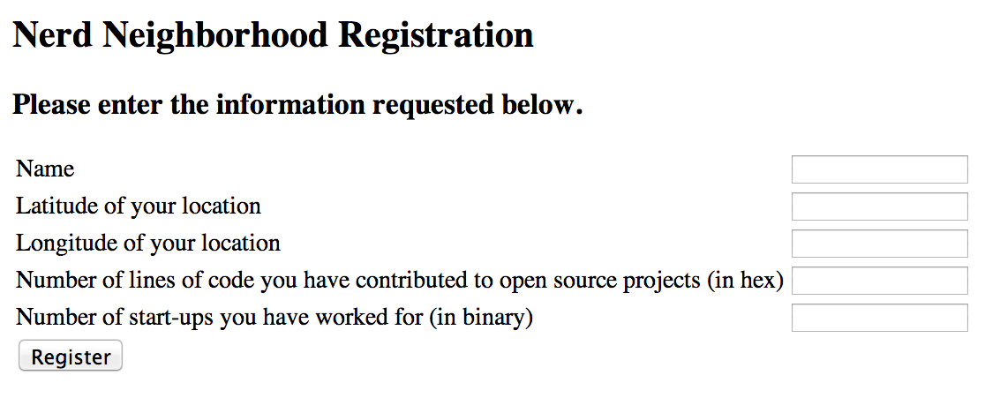 Nerd Neighborhood Registration
Please enter the information requested below.
Name
Latitude of your location
Longitude of your location
Number of lines of code you have contributed to open source projects (in hex)
Number of start-ups you have worked for (in binary)
Register